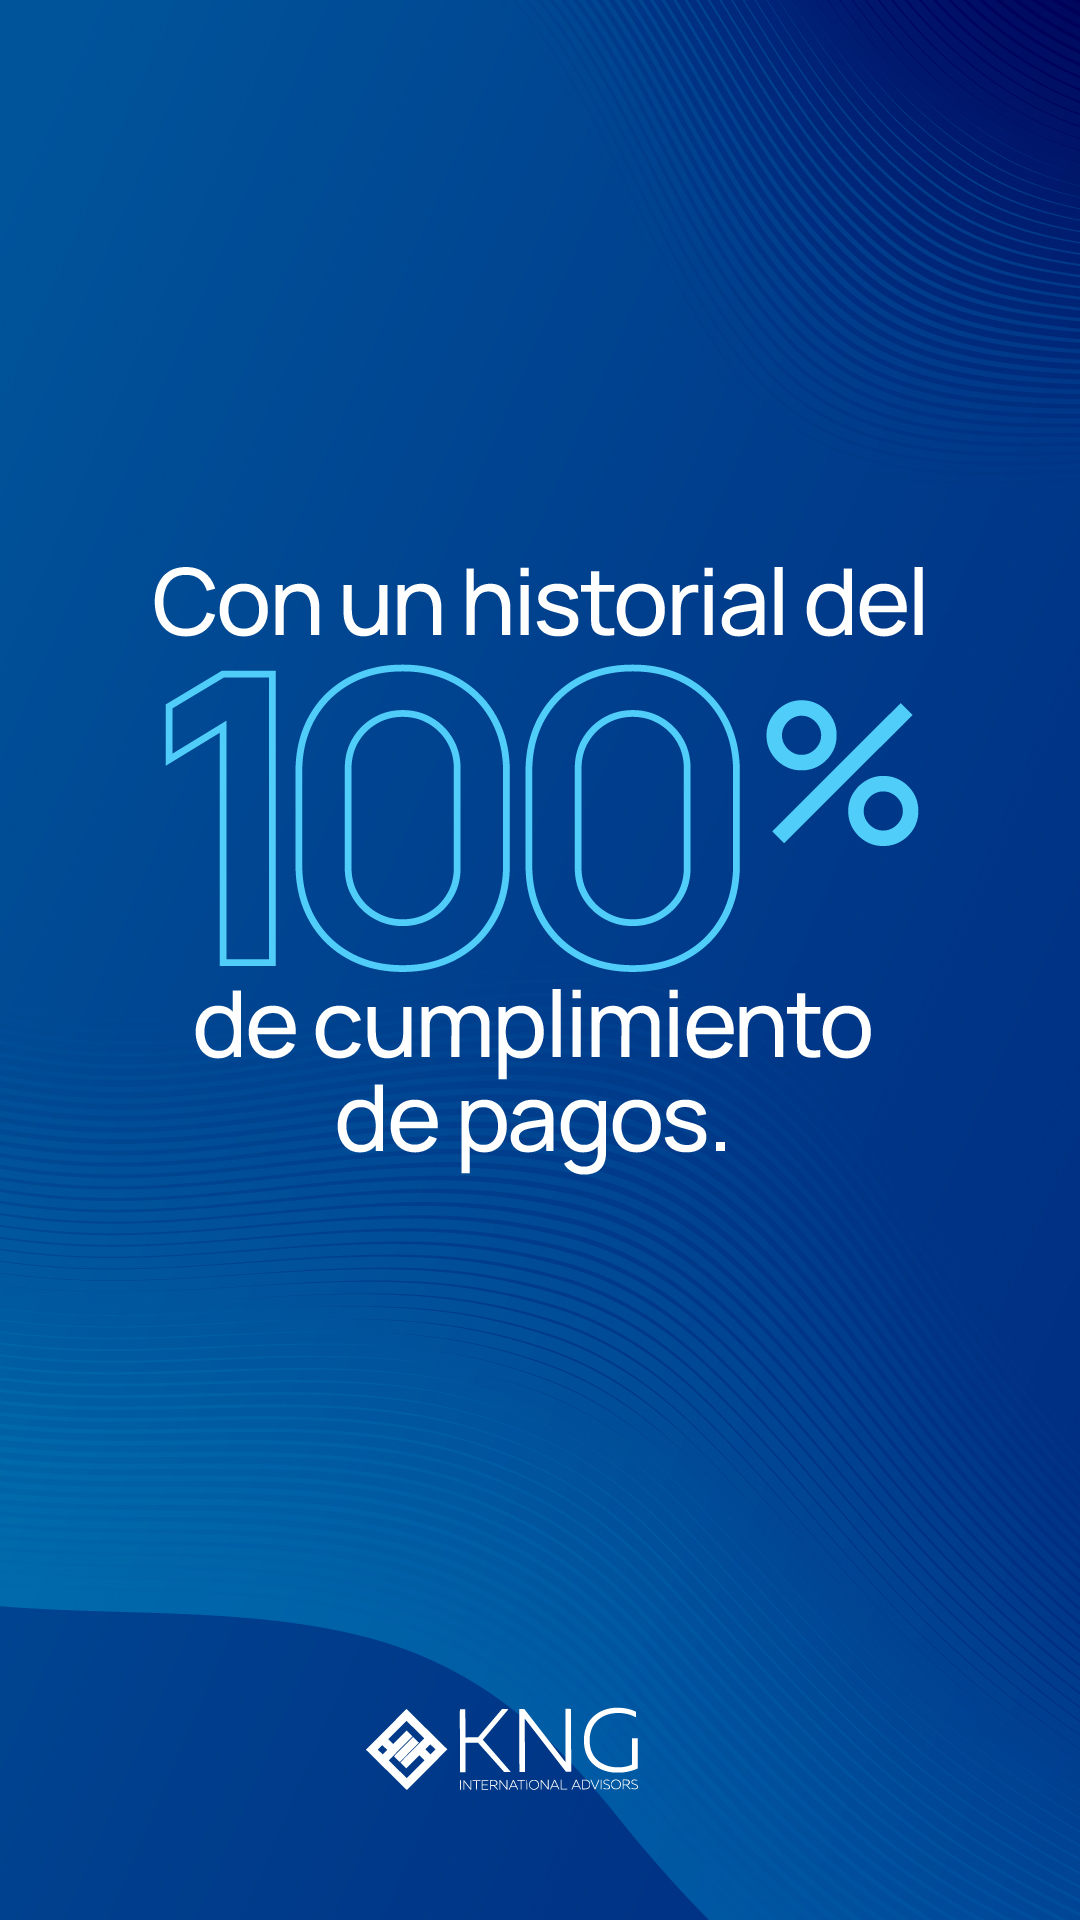 Con un historial del
100%
de cumplimiento
de pagos.
KNG
INTERNATIONAL ADVISORS